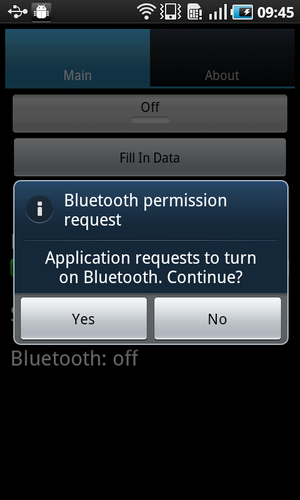 09:45
Main
About
Off
Fill In Data
Bluetooth permission
request
Application requests to turn
on Bluetooth. Continue?
Yes
No
Bluetooth: off